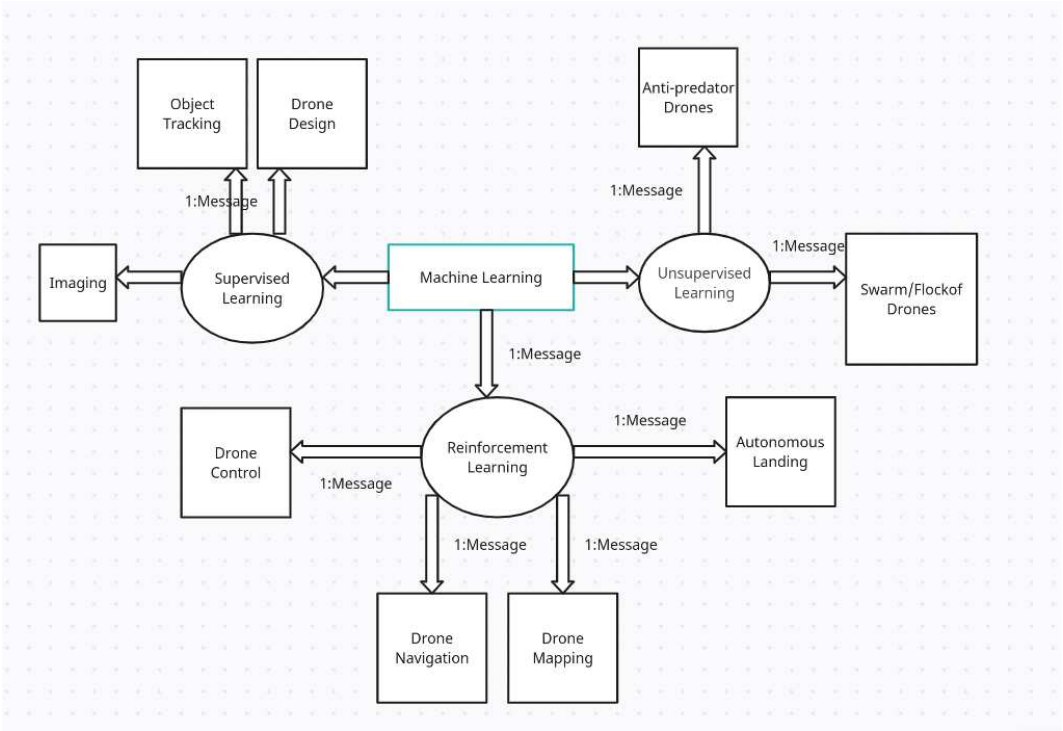 Object
Tracking
Drone
Design
Anti-predator
Drones
1:Message
1:Message
Imaging
Supervised
Learning
Machine Learning
Unsupervised
Learning
1:Message
Swarm/Flockof
Drones
1:Message
Drone
Control
1:Message
Reinforcement
Learning
1:Message
Autonomous
Landing
1:Message
1:Message
Drone
Navigation
Drone
Mapping